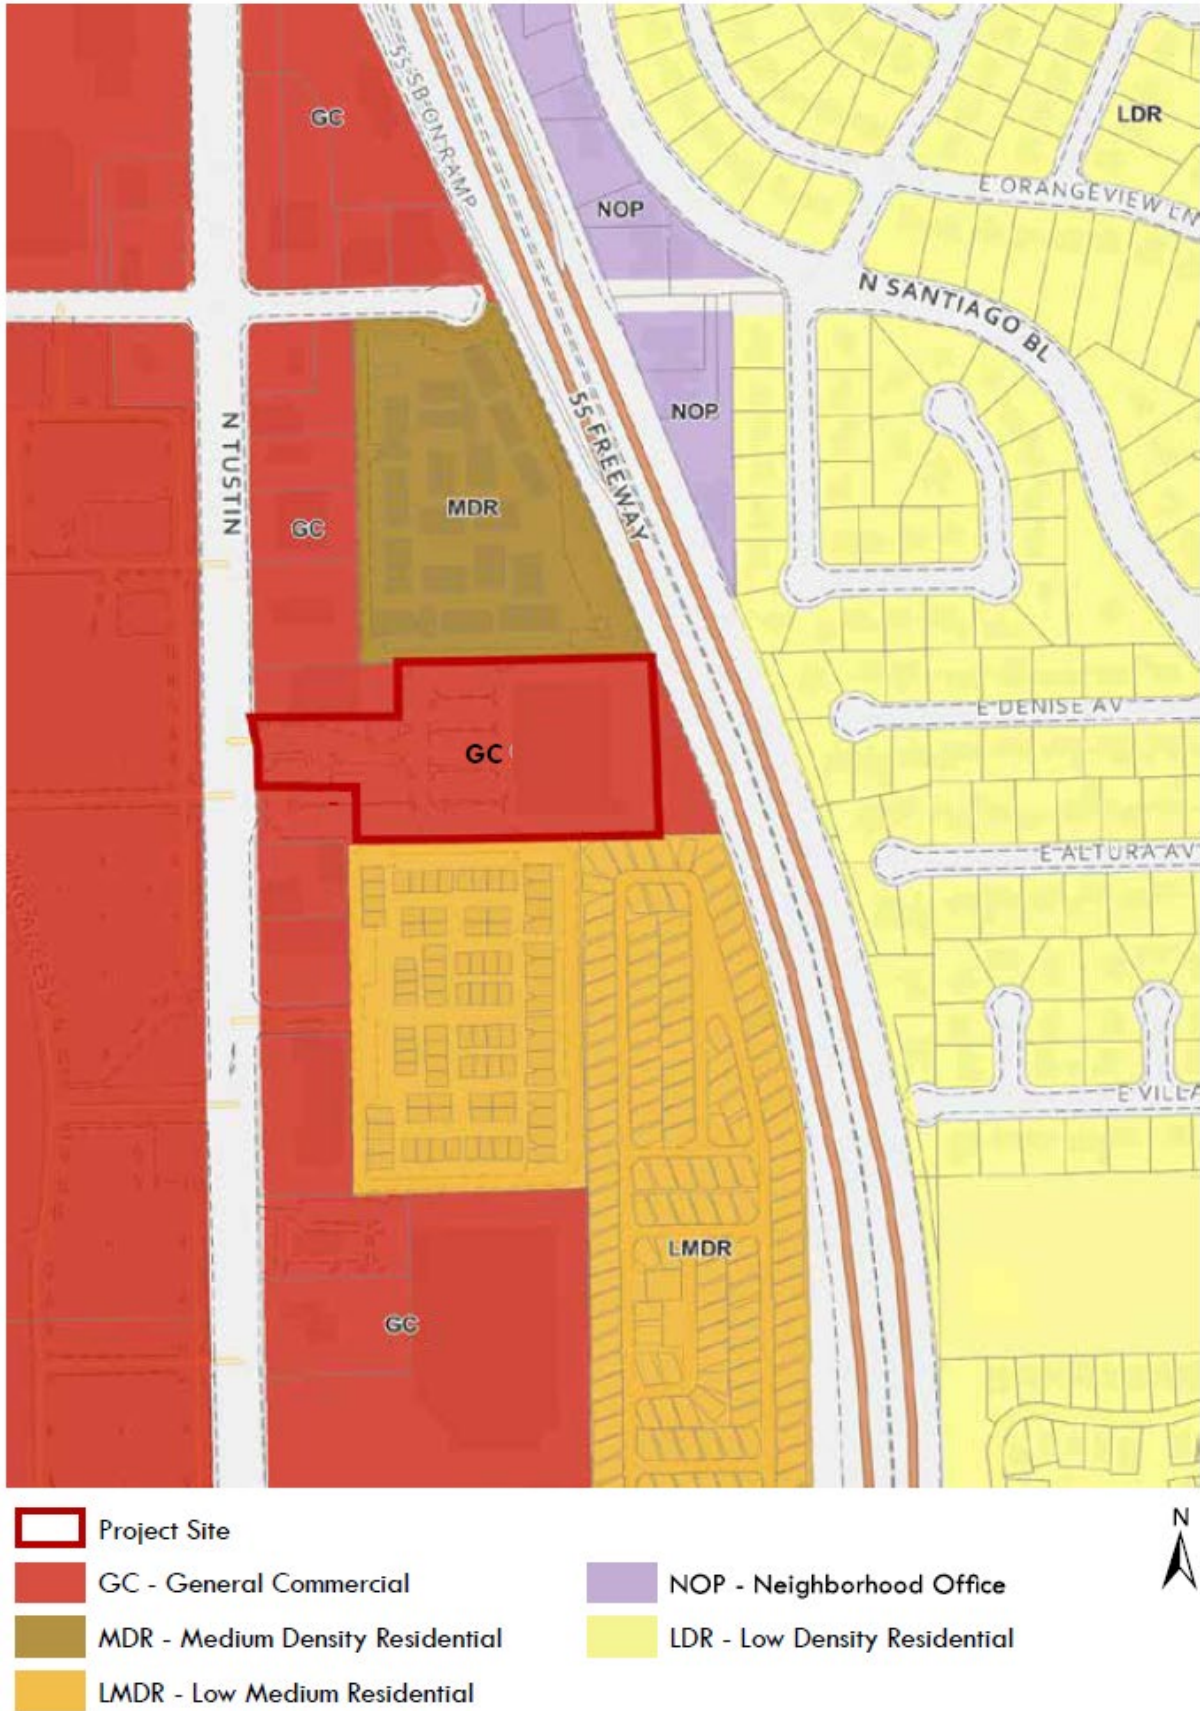 GC
55 SB ON RAMP
LDR
E ORANGEVIEW LN
NOP
N SANTIAGO BL
N TUSTIN
55 FREEWAY
NOP
MDR
GC
E DENISE AV
GC
E ALTURA AV
E VILLA
LMDR
GC
Project Site
N
GC - General Commercial
NOP - Neighborhood Office
MDR - Medium Density Residential
LDR - Low Density Residential
LMDR - Low Medium Residential